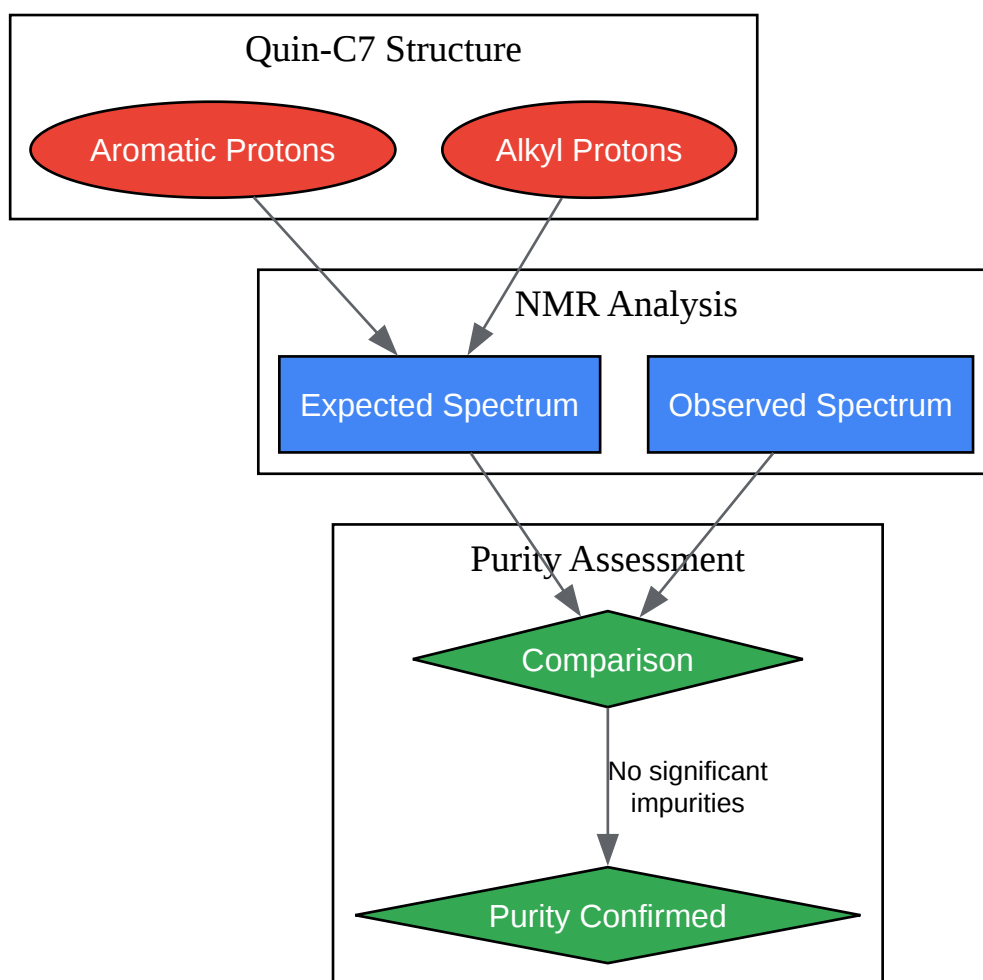 Quin-C7 Structure
Aromatic Protons
Alkyl Protons
NMR Analysis
Expected Spectrum
Observed Spectrum
Purity Assessment
Comparison
No significant
impurities
Purity Confirmed